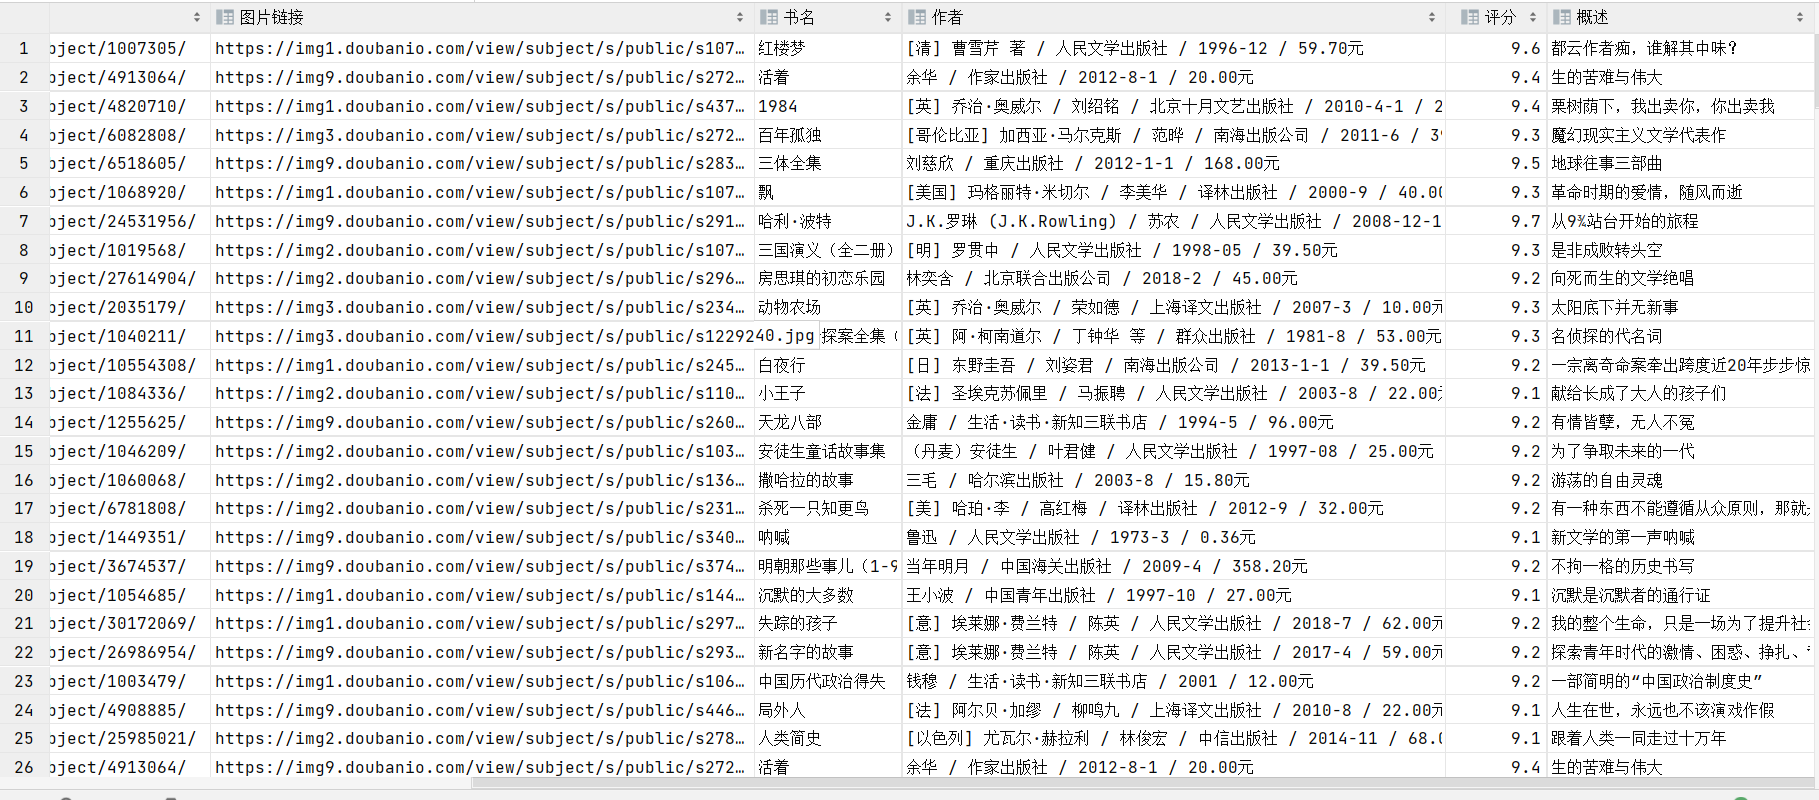 图片链接 书名 作者 评分 概述
1 bject/1007305/ https://img1.doubanio.com/view/subject/s/public/s107… 红楼梦 [清] 曹雪芹 著 / 人民文学出版社 / 1996-12 / 59.70元 9.6 都云作者痴，谁解其中味？
2 bject/4913064/ https://img9.doubanio.com/view/subject/s/public/s272… 活着 余华 / 作家出版社 / 2012-8-1 / 20.00元 9.4 生的苦难与伟大
3 bject/4820710/ https://img1.doubanio.com/view/subject/s/public/s437… 1984 [英] 乔治·奥威尔 / 刘绍铭 / 北京十月文艺出版社 / 2010-4-1 / 2 9.4 栗树荫下，我出卖你，你出卖我
4 bject/6082808/ https://img3.doubanio.com/view/subject/s/public/s272… 百年孤独 [哥伦比亚] 加西亚·马尔克斯 / 范晔 / 南海出版公司 / 2011-6 / 3 9.3 魔幻现实主义文学代表作
5 bject/6518605/ https://img9.doubanio.com/view/subject/s/public/s283… 三体全集 刘慈欣 / 重庆出版社 / 2012-1-1 / 168.00元 9.5 地球往事三部曲
6 bject/1068920/ https://img1.doubanio.com/view/subject/s/public/s107… 飘 [美国] 玛格丽特·米切尔 / 李美华 / 译林出版社 / 2000-9 / 40.00 9.3 革命时期的爱情，随风而逝
7 bject/24531956/ https://img9.doubanio.com/view/subject/s/public/s291… 哈利·波特 J.K.罗琳 (J.K.Rowling) / 苏农 / 人民文学出版社 / 2008-12-1 9.7 从9¾站台开始的旅程
8 bject/1019568/ https://img2.doubanio.com/view/subject/s/public/s107… 三国演义（全二册） [明] 罗贯中 / 人民文学出版社 / 1998-05 / 39.50元 9.3 是非成败转头空
9 bject/27614904/ https://img2.doubanio.com/view/subject/s/public/s296… 房思琪的初恋乐园 林奕含 / 北京联合出版公司 / 2018-2 / 45.00元 9.2 向死而生的文学绝唱
10 bject/2035179/ https://img3.doubanio.com/view/subject/s/public/s234… 动物农场 [英] 乔治·奥威尔 / 荣如德 / 上海译文出版社 / 2007-3 / 10.00元 9.3 太阳底下并无新事
11 bject/1040211/ https://img3.doubanio.com/view/subject/s/public/s1229240.jpg 探案全集（ [英] 阿·柯南道尔 / 丁钟华 等 / 群众出版社 / 1981-8 / 53.00元 9.3 名侦探的代名词
12 bject/10554308/ https://img1.doubanio.com/view/subject/s/public/s245… 白夜行 [日] 东野圭吾 / 刘姿君 / 南海出版公司 / 2013-1-1 / 39.50元 9.2 一宗离奇命案牵出跨度近20年步步惊
13 bject/1084336/ https://img2.doubanio.com/view/subject/s/public/s110… 小王子 [法] 圣埃克苏佩里 / 马振骋 / 人民文学出版社 / 2003-8 / 22.00元 9.1 献给长成了大人的孩子们
14 bject/1255625/ https://img9.doubanio.com/view/subject/s/public/s260… 天龙八部 金庸 / 生活·读书·新知三联书店 / 1994-5 / 96.00元 9.2 有情皆孽，无人不冤
15 bject/1046209/ https://img2.doubanio.com/view/subject/s/public/s103… 安徒生童话故事集 （丹麦）安徒生 / 叶君健 / 人民文学出版社 / 1997-08 / 25.00元 9.2 为了争取未来的一代
16 bject/1060068/ https://img2.doubanio.com/view/subject/s/public/s136… 撒哈拉的故事 三毛 / 哈尔滨出版社 / 2003-8 / 15.80元 9.2 游荡的自由灵魂
17 bject/6781808/ https://img2.doubanio.com/view/subject/s/public/s231… 杀死一只知更鸟 [美] 哈珀·李 / 高红梅 / 译林出版社 / 2012-9 / 32.00元 9.2 有一种东西不能遵循从众原则，那就
18 bject/1449351/ https://img9.doubanio.com/view/subject/s/public/s340… 呐喊 鲁迅 / 人民文学出版社 / 1973-3 / 0.36元 9.1 新文学的第一声呐喊
19 bject/3674537/ https://img9.doubanio.com/view/subject/s/public/s374… 明朝那些事儿（1-9 当年明月 / 中国海关出版社 / 2009-4 / 358.20元 9.2 不拘一格的历史书写
20 bject/1054685/ https://img1.doubanio.com/view/subject/s/public/s144… 沉默的大多数 王小波 / 中国青年出版社 / 1997-10 / 27.00元 9.1 沉默是沉默者的通行证
21 bject/30172069/ https://img1.doubanio.com/view/subject/s/public/s297… 失踪的孩子 [意] 埃莱娜·费兰特 / 陈英 / 人民文学出版社 / 2018-7 / 62.00元 9.2 我的整个生命，只是一场为了提升社
22 bject/26986954/ https://img9.doubanio.com/view/subject/s/public/s293… 新名字的故事 [意] 埃莱娜·费兰特 / 陈英 / 人民文学出版社 / 2017-4 / 59.00元 9.2 探索青年时代的激情、困惑、挣扎、
23 bject/1003479/ https://img1.doubanio.com/view/subject/s/public/s106… 中国历代政治得失 钱穆 / 生活·读书·新知三联书店 / 2001 / 12.00元 9.2 一部简明的“中国政治制度史”
24 bject/4908885/ https://img9.doubanio.com/view/subject/s/public/s446… 局外人 [法] 阿尔贝·加缪 / 柳鸣九 / 上海译文出版社 / 2010-8 / 22.00元 9.1 人生在世，永远也不该演戏作假
25 bject/25985021/ https://img2.doubanio.com/view/subject/s/public/s278… 人类简史 [以色列] 尤瓦尔·赫拉利 / 林俊宏 / 中信出版社 / 2014-11 / 68.0 9.1 跟着人类一同走过十万年
26 bject/4913064/ https://img9.doubanio.com/view/subject/s/public/s272… 活着 余华 / 作家出版社 / 2012-8-1 / 20.00元 9.4 生的苦难与伟大